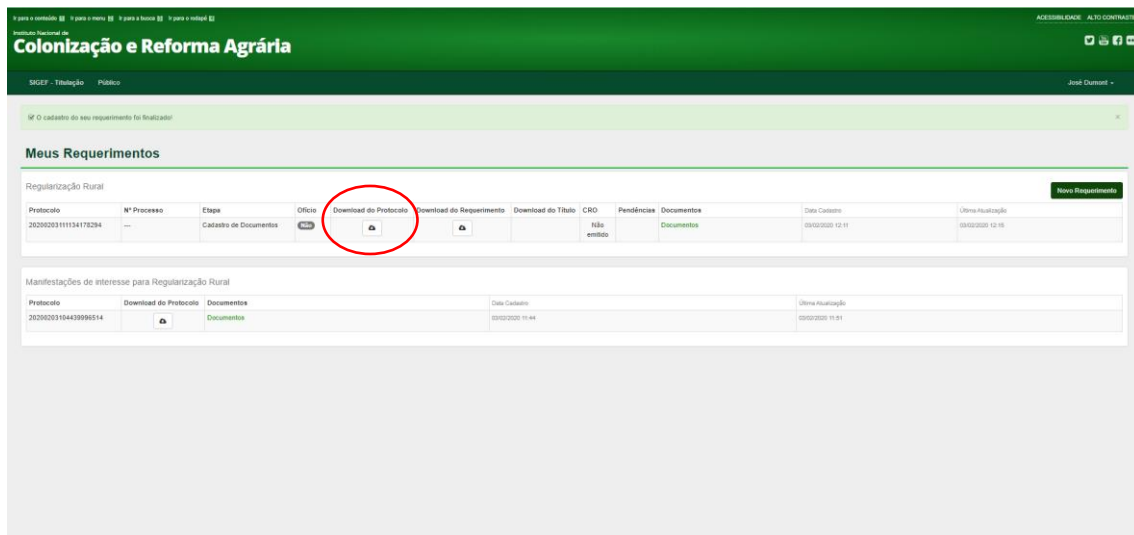 Ir para o conteúdo 1 Ir para o menu 2 Ir para a busca 3 Ir para o rodapé 4
ACESSIBILIDADE ALTO CONTRASTE
Instituto Nacional de
Colonização e Reforma Agrária
SIGEF - Titulação Público José Dumont
O cadastro do seu requerimento foi finalizado! ×
Meus Requerimentos
Regularização Rural
Novo Requerimento
Protocolo Nº Processo Etapa Ofício Download do Protocolo Download do Requerimento Download do Título CRO Pendências Documentos Data Cadastro Última Atualização
20200203111134178294 --- Cadastro de Documentos Não Não emitido Documentos 03/02/2020 12:11 03/02/2020 12:15
Manifestações de interesse para Regularização Rural
Protocolo Download do Protocolo Documentos Data Cadastro Última Atualização
20200203104439996514 Documentos 03/02/2020 11:44 03/02/2020 11:51